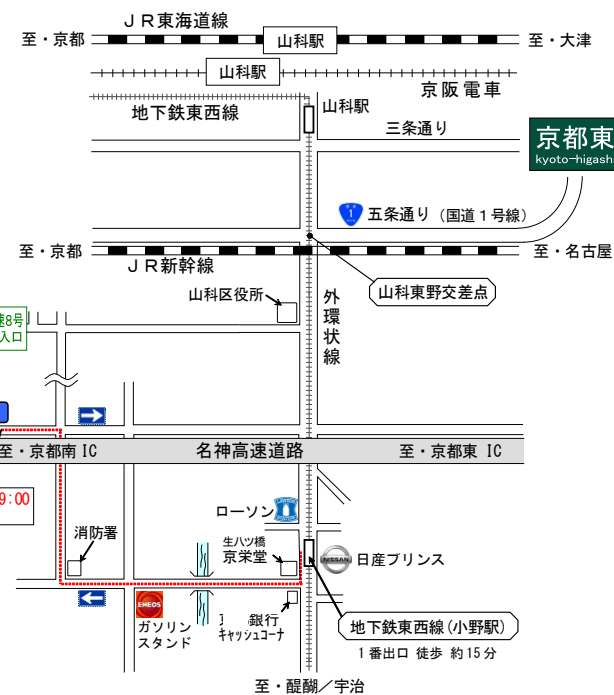 JR東海道線
至・京都
山科駅
至・大津
山科駅
京阪電車
地下鉄東西線
山科駅
三条通り
京都東
kyoto-higash
1
五条通り (国道1号線)
至・京都
JR新幹線
至・名古屋
山科区役所
外環状線
山科東野交差点
速8号
入口
至・京都南 IC
名神高速道路
至・京都東 IC
9:00
ローソン
消防署
生八ツ橋
京栄堂
NISSAN
日産プリンス
ENEOS
ガソリン
スタンド
銀行
キャッシュコーナ
地下鉄東西線(小野駅)
1番出口 徒歩 約15分
至・醍醐/宇治